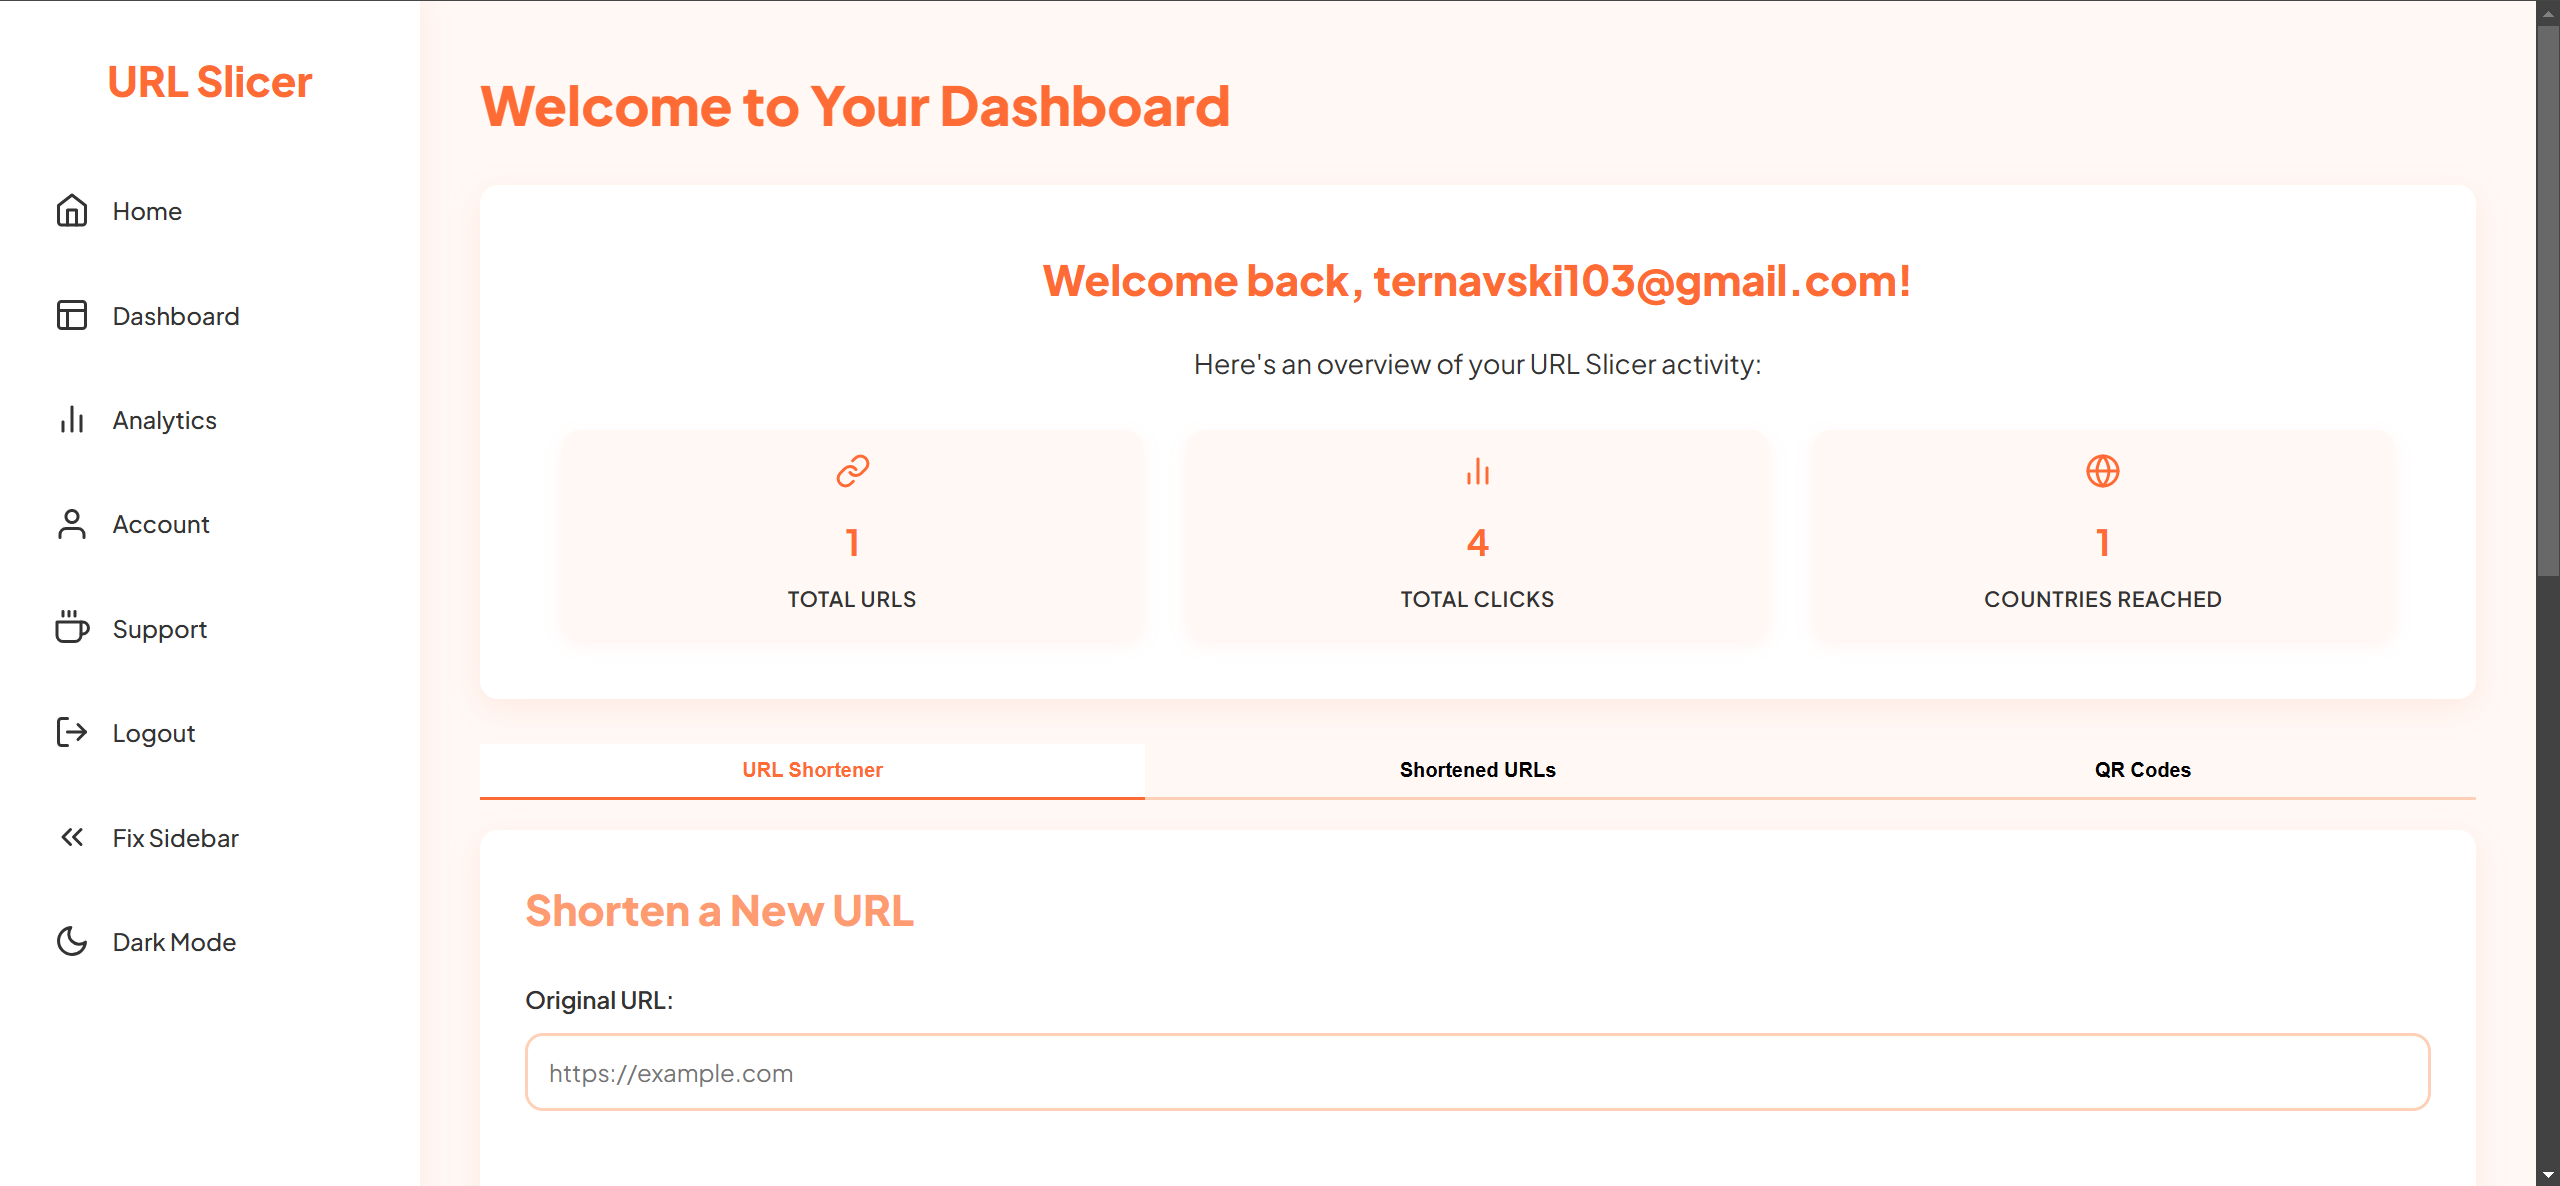 URL Slicer
Home
Dashboard
Analytics
Account
Support
Logout
Fix Sidebar
Dark Mode
Welcome to Your Dashboard
Welcome back, ternavski103@gmail.com!
Here's an overview of your URL Slicer activity:
1
TOTAL URLS
4
TOTAL CLICKS
1
COUNTRIES REACHED
URL Shortener
Shortened URLs
QR Codes
Shorten a New URL
Original URL:
https://example.com